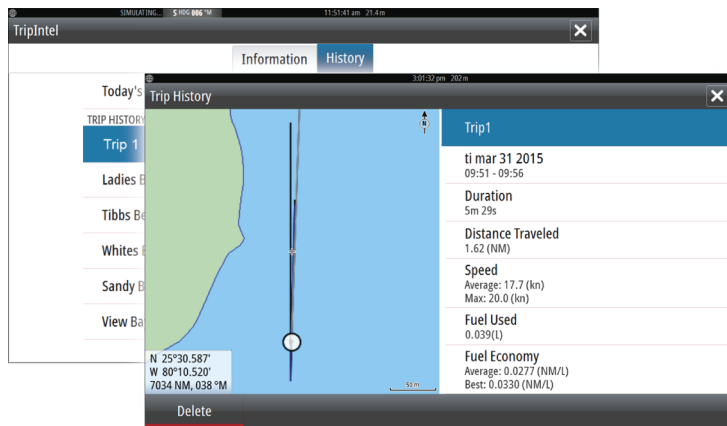 SIMULATING... 5 HDG 006 °M 11:51:41 am 21.4 m
TripIntel
Information History
Today's
TRIP HISTORY
Trip 1
Ladies
Tibbs
Whites
Sandy
View
3:01:32 pm 202 m
Trip History
N
T
Trip1
ti mar 31 2015
09:51 - 09:56
Duration
5m 29s
Distance Traveled
1.62 (NM)
Speed
Average: 17.7 (kn)
Max: 20.0 (kn)
Fuel Used
0.039(L)
Fuel Economy
Average: 0.0277 (NM/L)
Best: 0.0330 (NM/L)
N 25°30.587'
W 80°10.520'
7034 NM, 038 °M
50 m
Delete